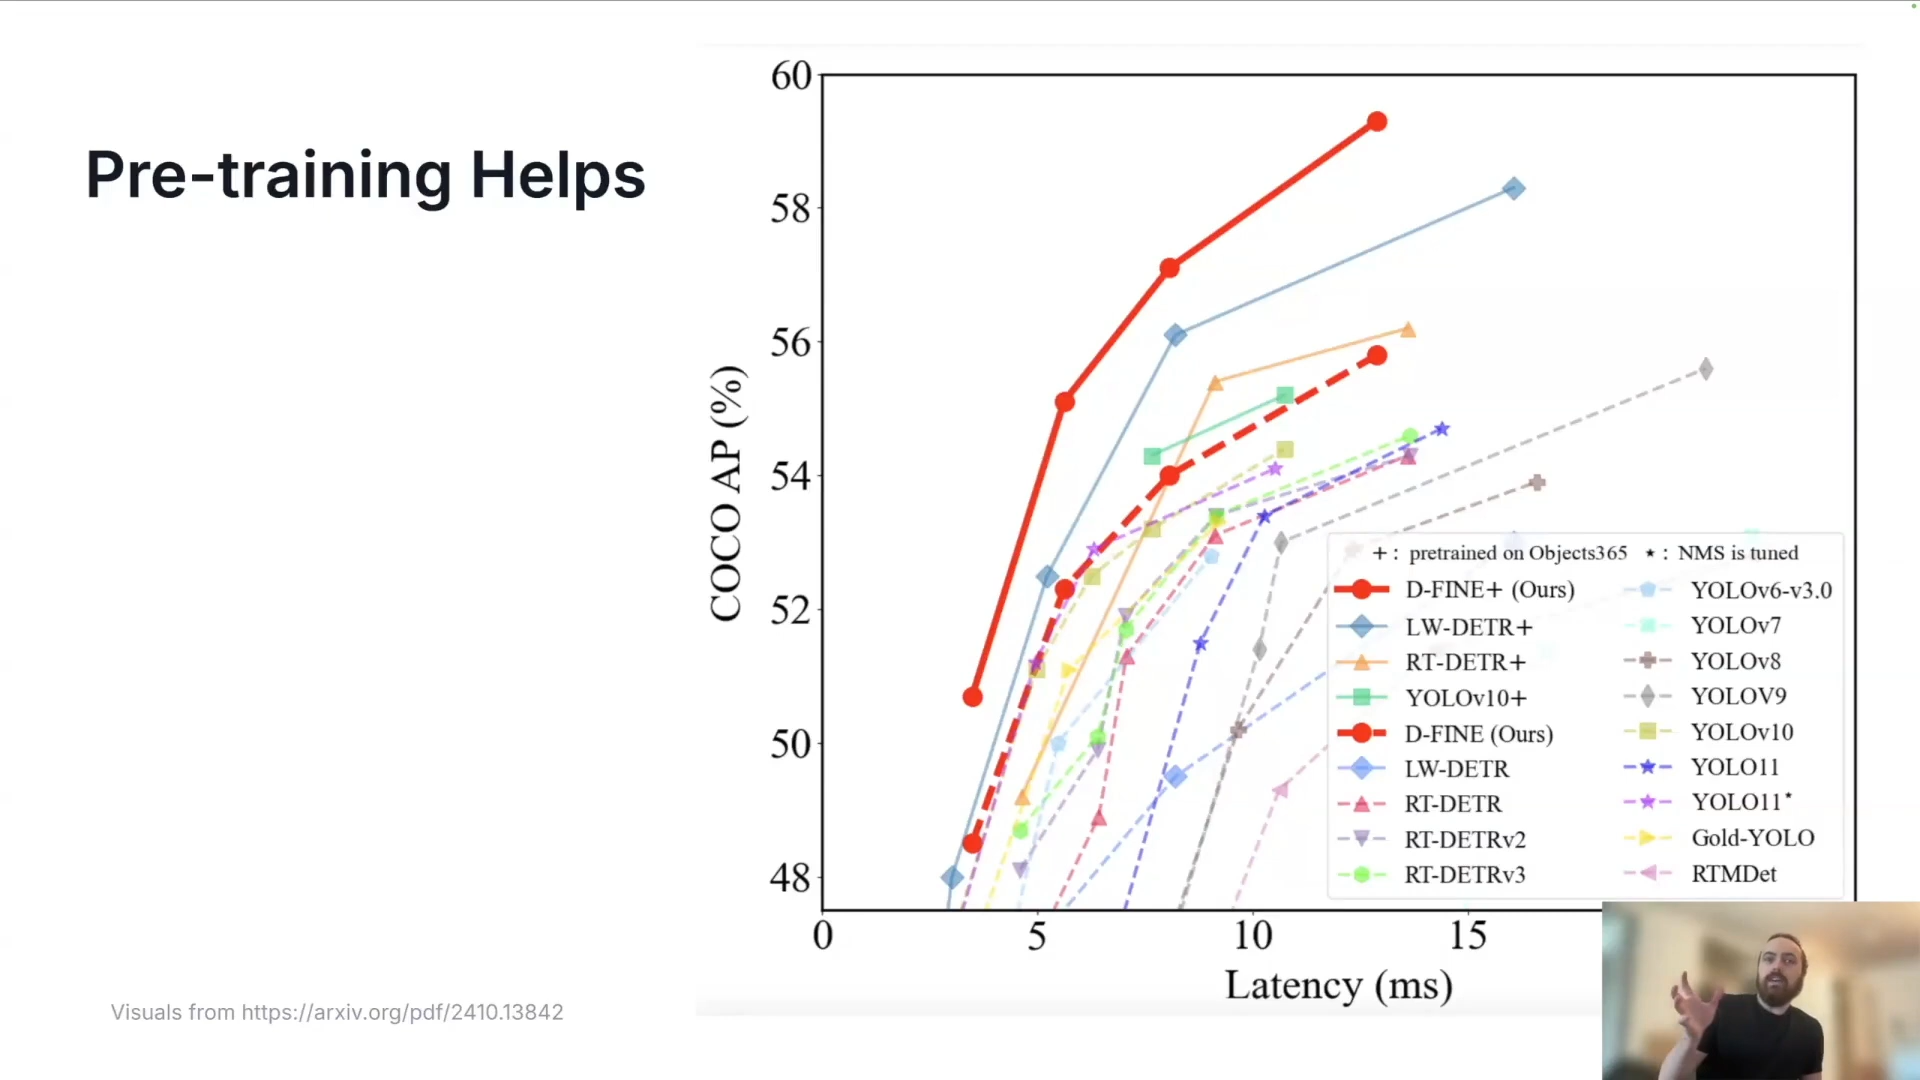 Pre-training Helps
60
58
56
54
52
50
48
COCO AP (%)
0
5
10
15
Latency (ms)
+ : pretrained on Objects365 ⋆ : NMS is tuned
D-FINE+ (Ours)
LW-DETR+
RT-DETR+
YOLOv10+
D-FINE (Ours)
LW-DETR
RT-DETR
RT-DETRv2
RT-DETRv3
YOLOv6-v3.0
YOLOv7
YOLOv8
YOLOV9
YOLOv10
YOLO11
YOLO11⋆
Gold-YOLO
RTMDet
Visuals from https://arxiv.org/pdf/2410.13842